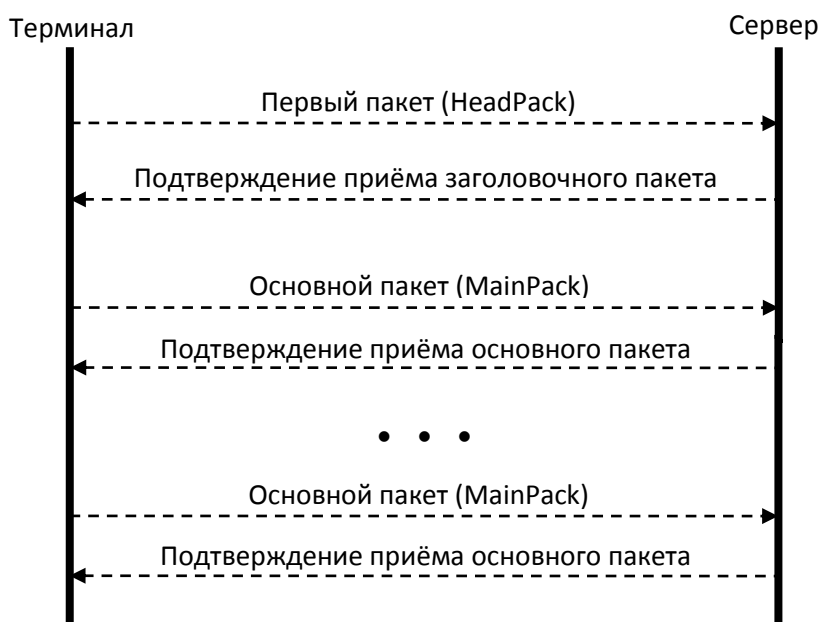 Терминал
Сервер
Первый пакет (HeadPack)
Подтверждение приёма заголовочного пакета
Основной пакет (MainPack)
Подтверждение приёма основного пакета
• • •
Основной пакет (MainPack)
Подтверждение приёма основного пакета